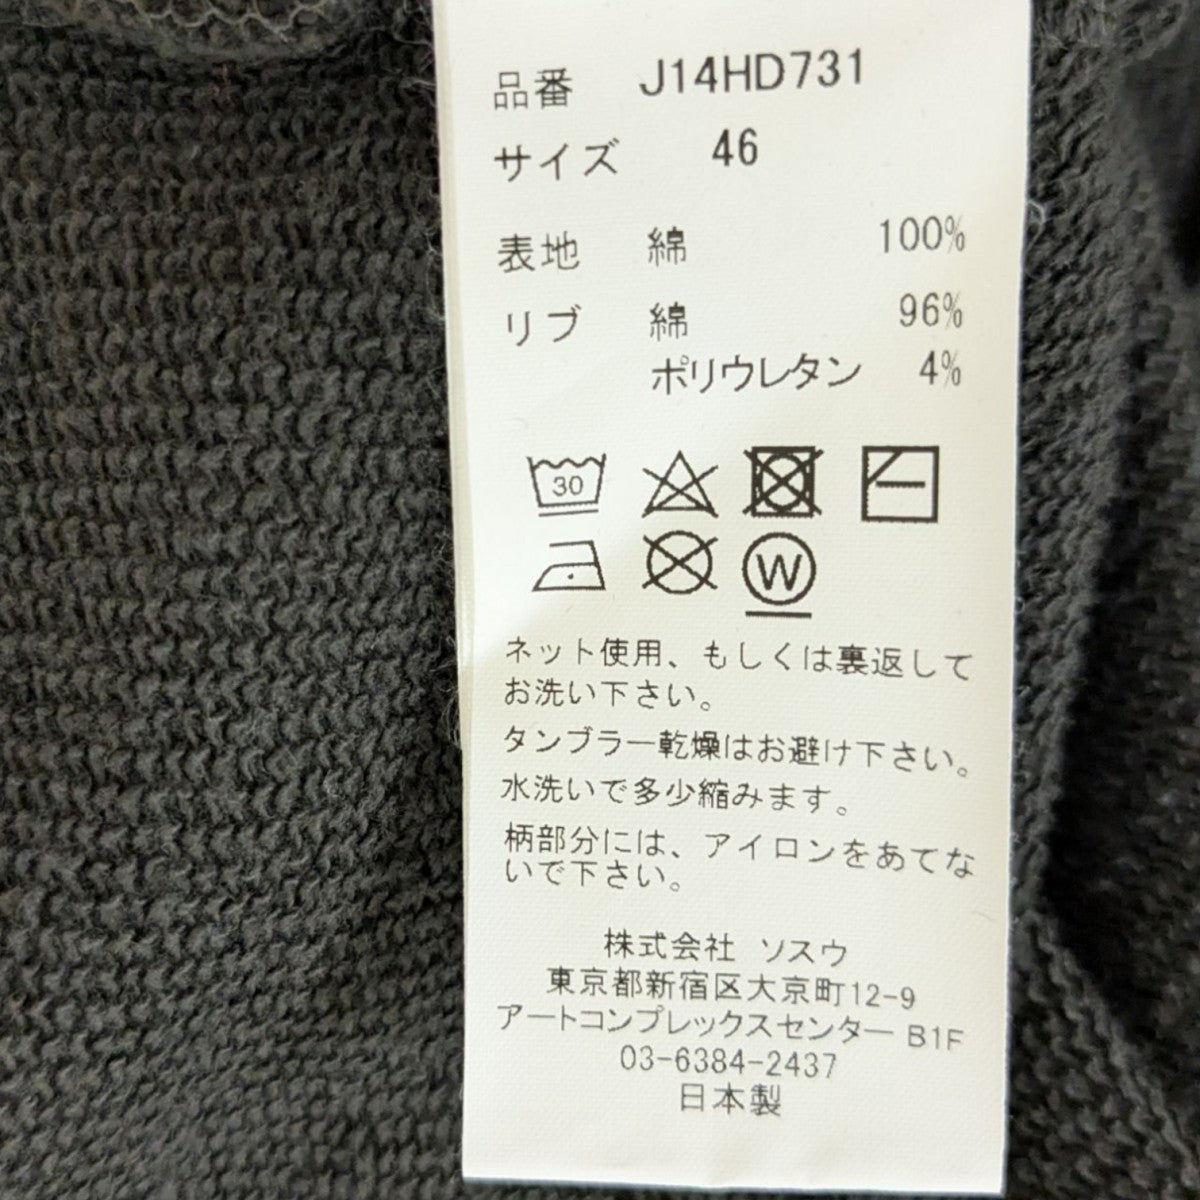 品番 J14HD731
サイズ 46
表地 綿 100%
リブ 綿 96%
ポリウレタン 4%
30
W
ネット使用、もしくは裏返して
お洗い下さい。
タンブラー乾燥はお避け下さい。
水洗いで多少縮みます。
柄部分には、アイロンをあてな
いで下さい。
株式会社 ソスウ
東京都新宿区大京町12-9
アートコンプレックスセンター B1F
03-6384-2437
日本製